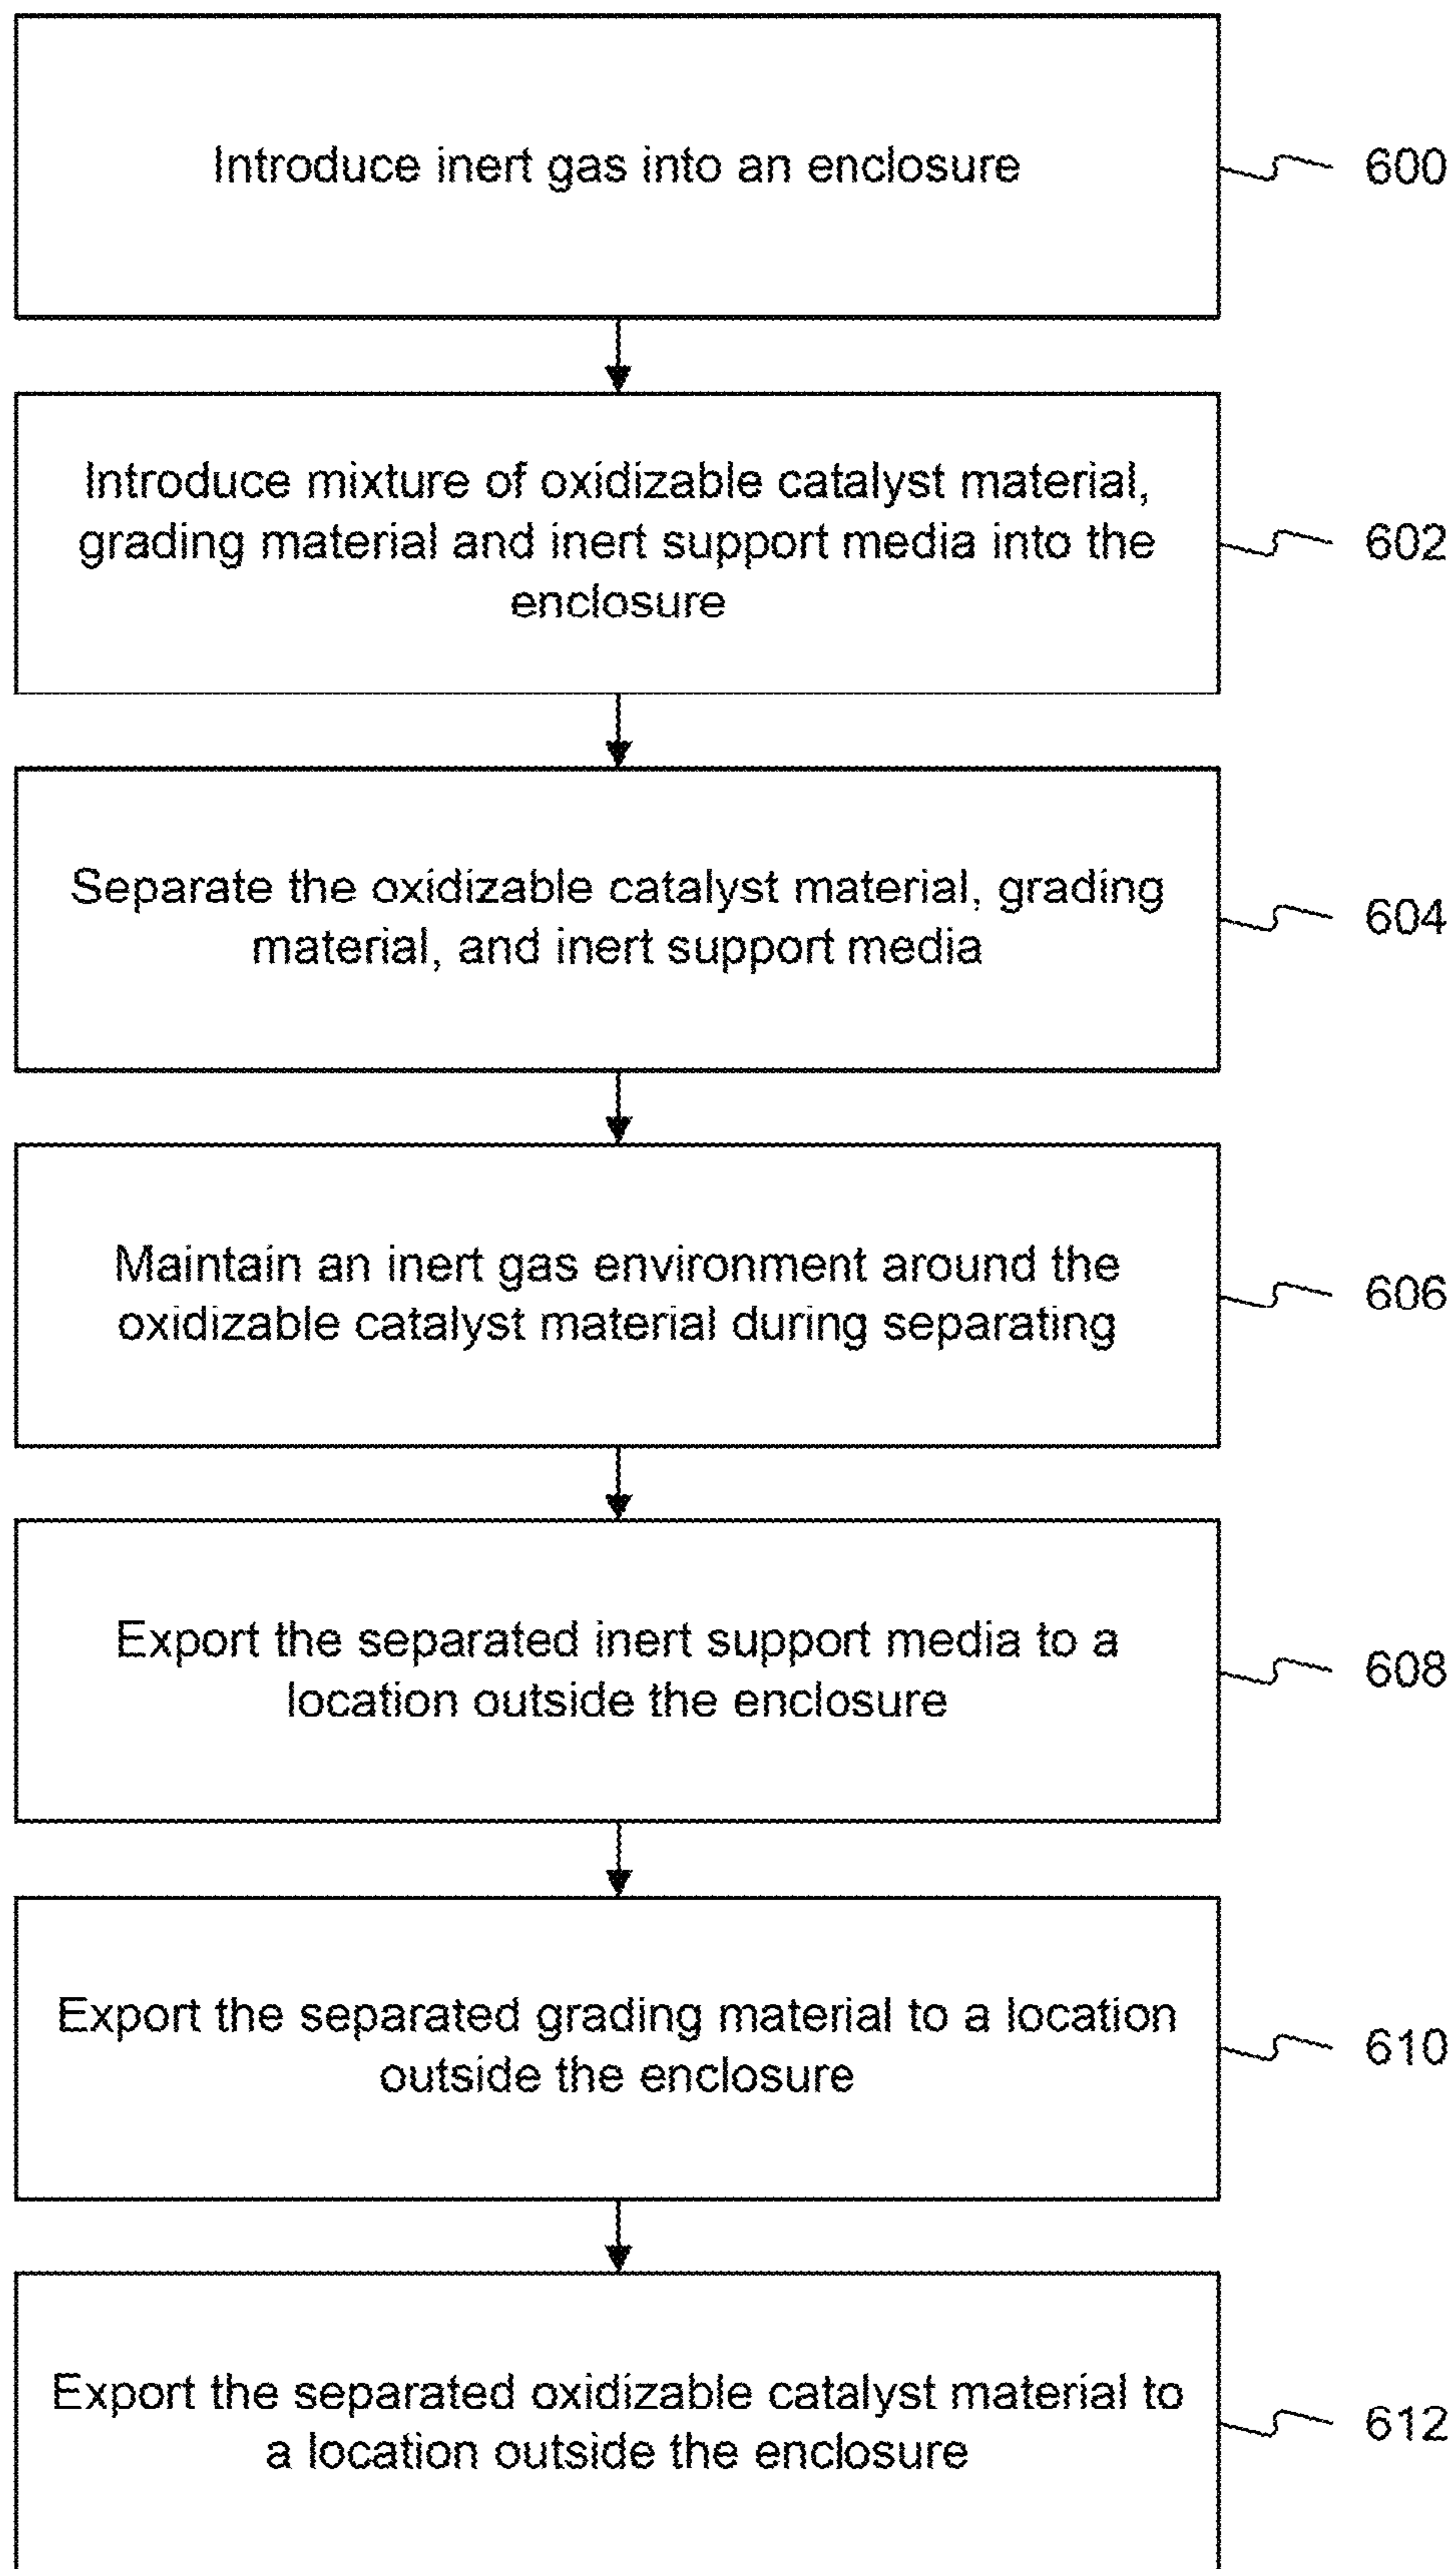 Introduce inert gas into an enclosure
600
Introduce mixture of oxidizable catalyst material,
grading material and inert support media into the
enclosure
602
Separate the oxidizable catalyst material, grading
material, and inert support media
604
Maintain an inert gas environment around the
oxidizable catalyst material during separating
606
Export the separated inert support media to a
location outside the enclosure
608
Export the separated grading material to a location
outside the enclosure
610
Export the separated oxidizable catalyst material to
a location outside the enclosure
612